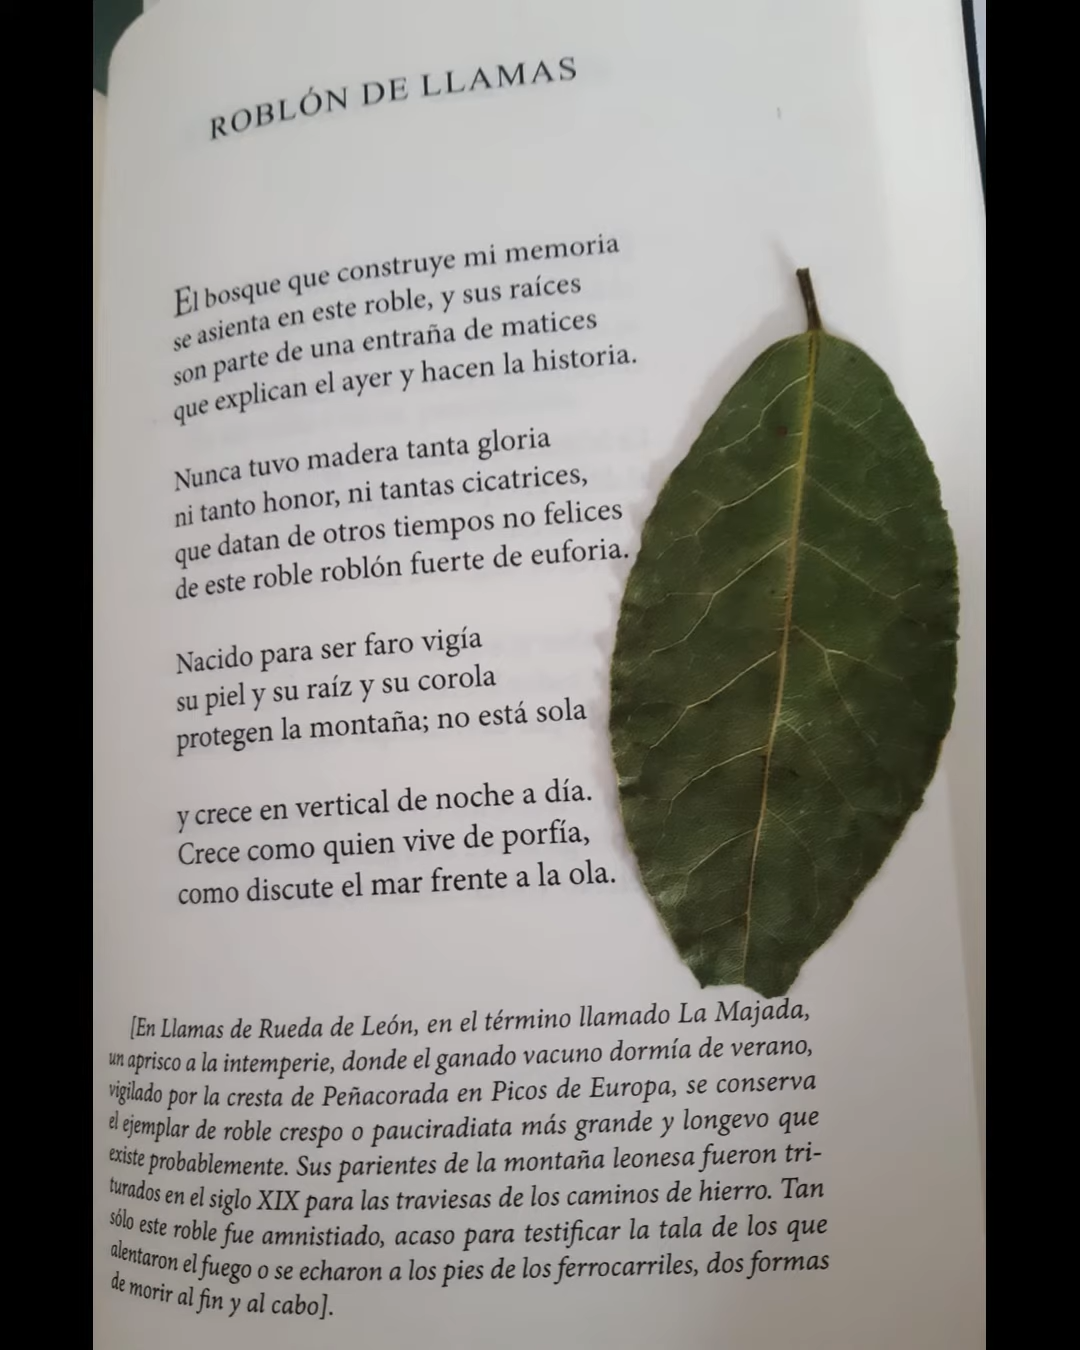 ROBLÓN DE LLAMAS
El bosque que construye mi memoria
se asienta en este roble, y sus raíces
son parte de una entraña de matices
que explican el ayer y hacen la historia.
Nunca tuvo madera tanta gloria
ni tanto honor, ni tantas cicatrices,
que datan de otros tiempos no felices
de este roble roblón fuerte de euforia.
Nacido para ser faro vigía
su piel y su raíz y su corola
protegen la montaña; no está sola
y crece en vertical de noche a día.
Crece como quien vive de porfía,
como discute el mar frente a la ola.
[En Llamas de Rueda de León, en el término llamado La Majada,
un aprisco a la intemperie, donde el ganado vacuno dormía de verano,
vigilado por la cresta de Peñacorada en Picos de Europa, se conserva
el ejemplar de roble crespo o pauciradiata más grande y longevo que
existe probablemente. Sus parientes de la montaña leonesa fueron tri-
turados en el siglo XIX para las traviesas de los caminos de hierro. Tan
sólo este roble fue amnistiado, acaso para testificar la tala de los que
alentaron el fuego o se echaron a los pies de los ferrocarriles, dos formas
de morir al fin y al cabo].